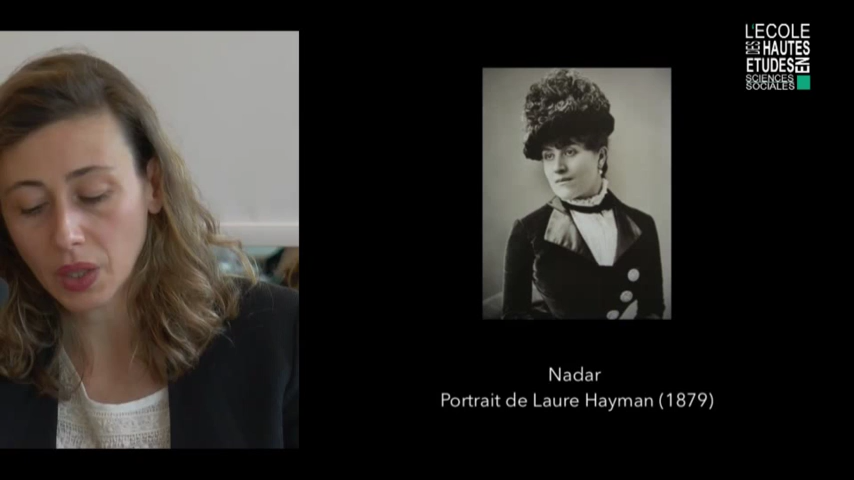 L'ECOLE
DES HAUTES
ETUDES EN
SCIENCES
SOCIALES
Nadar
Portrait de Laure Hayman (1879)